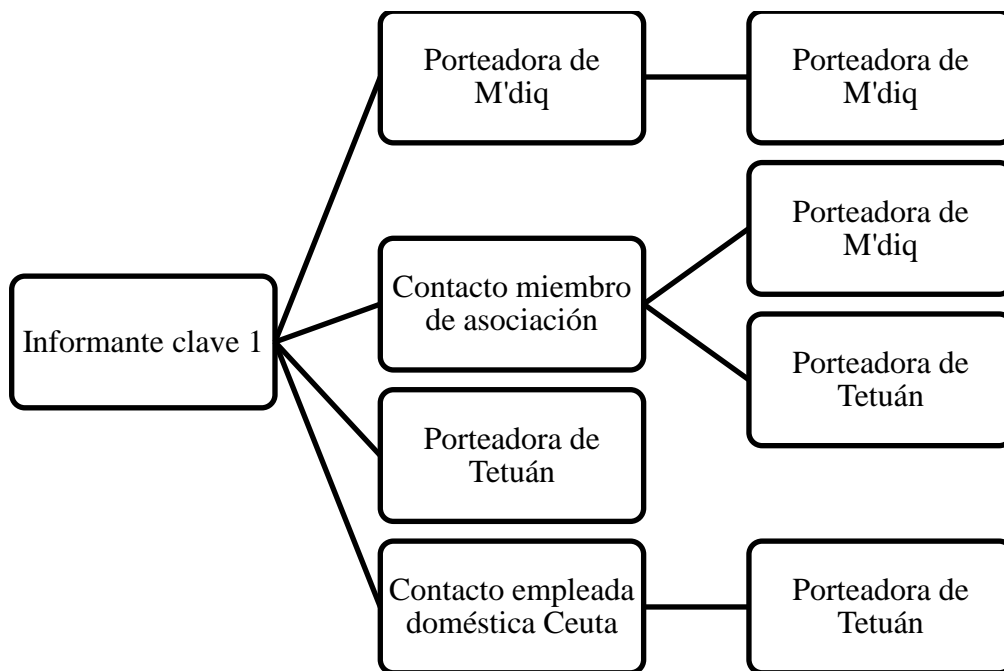 Porteadora de
M'diq
Porteadora de
M'diq
Porteadora de
M'diq
Contacto miembro
de asociación
Informante clave 1
Porteadora de
Tetuán
Porteadora de
Tetuán
Contacto empleada
doméstica Ceuta
Porteadora de
Tetuán